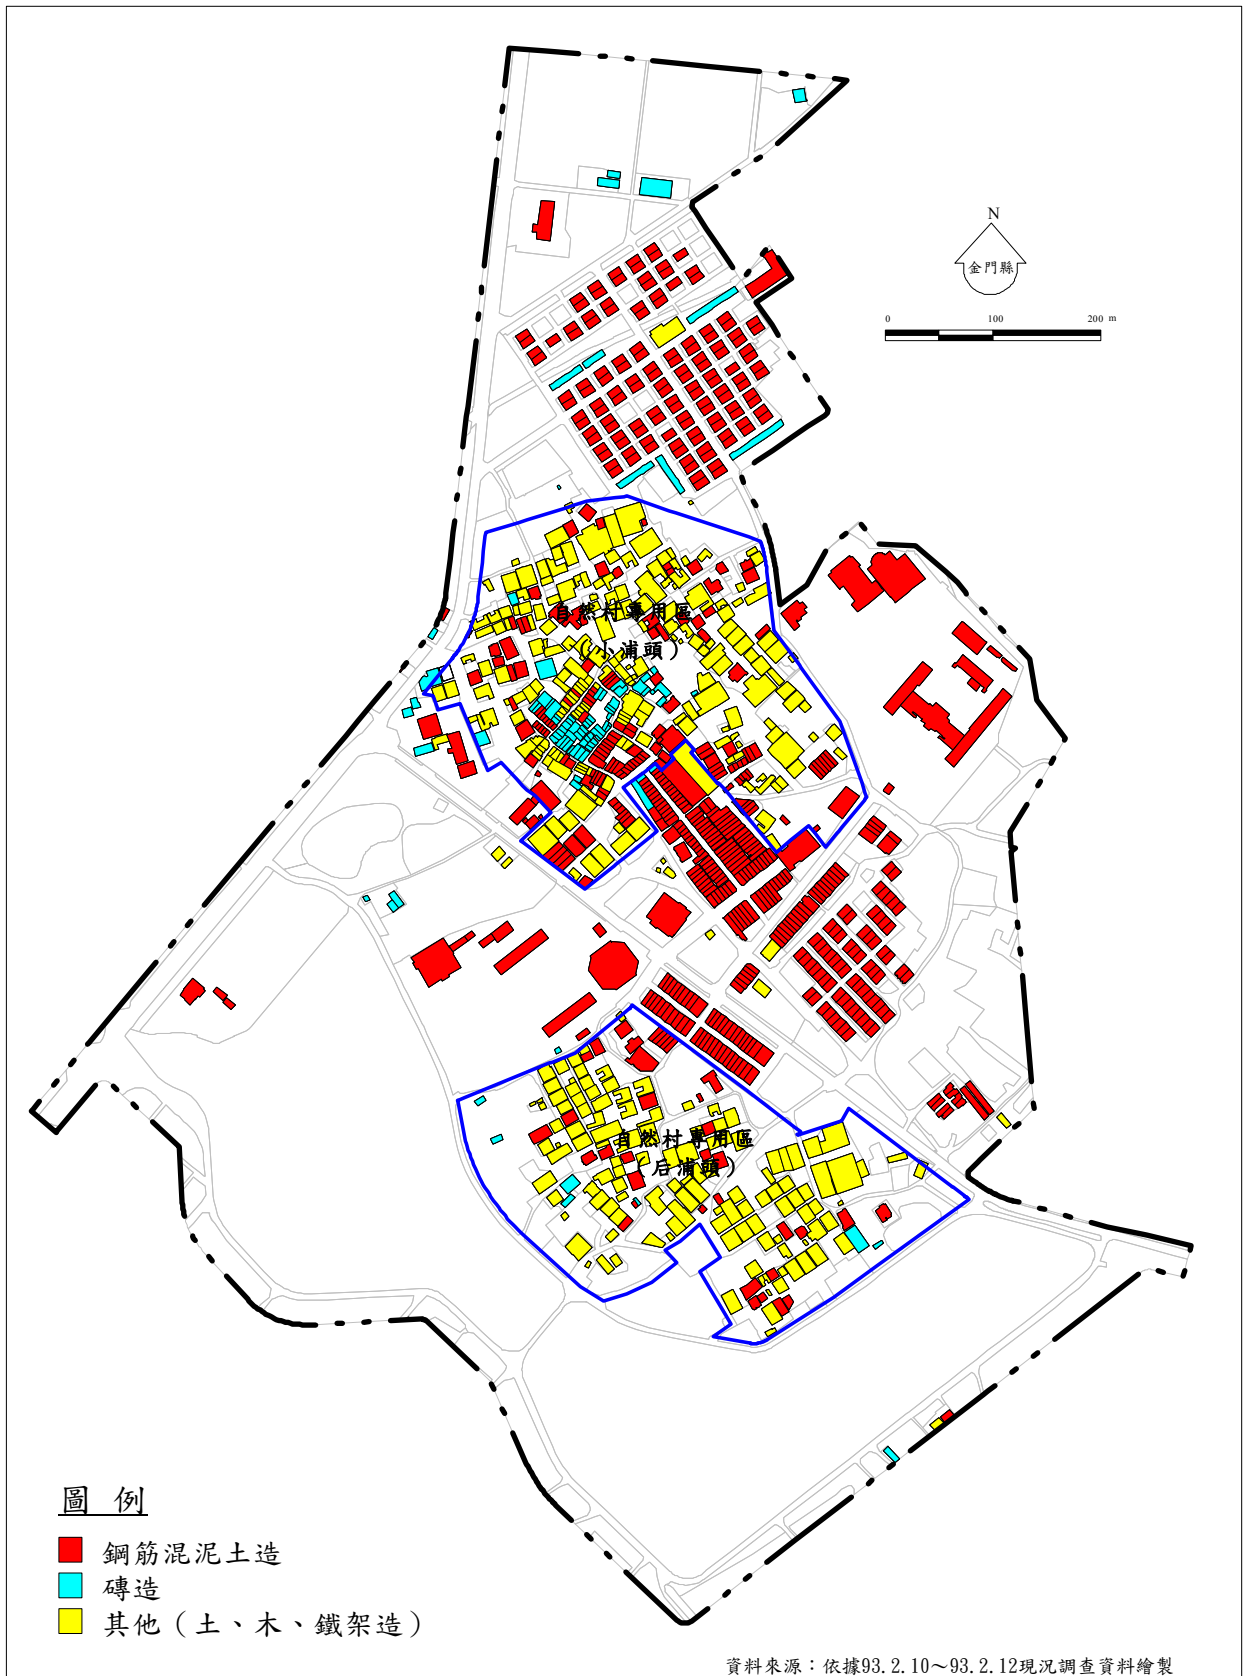 N
金門縣
0 100 200 m
自然村專用區
（小浦頭）
自然村專用區
（后浦頭）
圖 例
鋼筋混泥土造
磚造
其他（土、木、鐵架造）
資料來源：依據93.2.10～93.2.12現況調查資料繪製